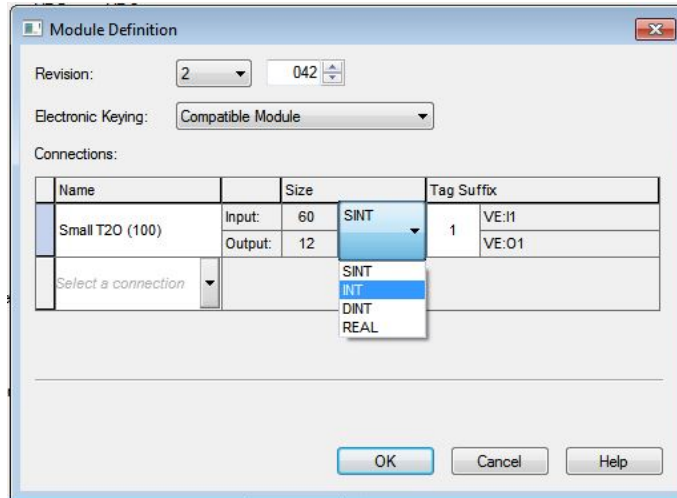 Module Definition
Revision: 2 042
Electronic Keying: Compatible Module
Connections:
Name Size Tag Suffix
Small T2O (100) Input: 60 SINT 1 VE:I1
Output: 12 VE:O1
Select a connection
SINT
INT
DINT
REAL
OK Cancel Help